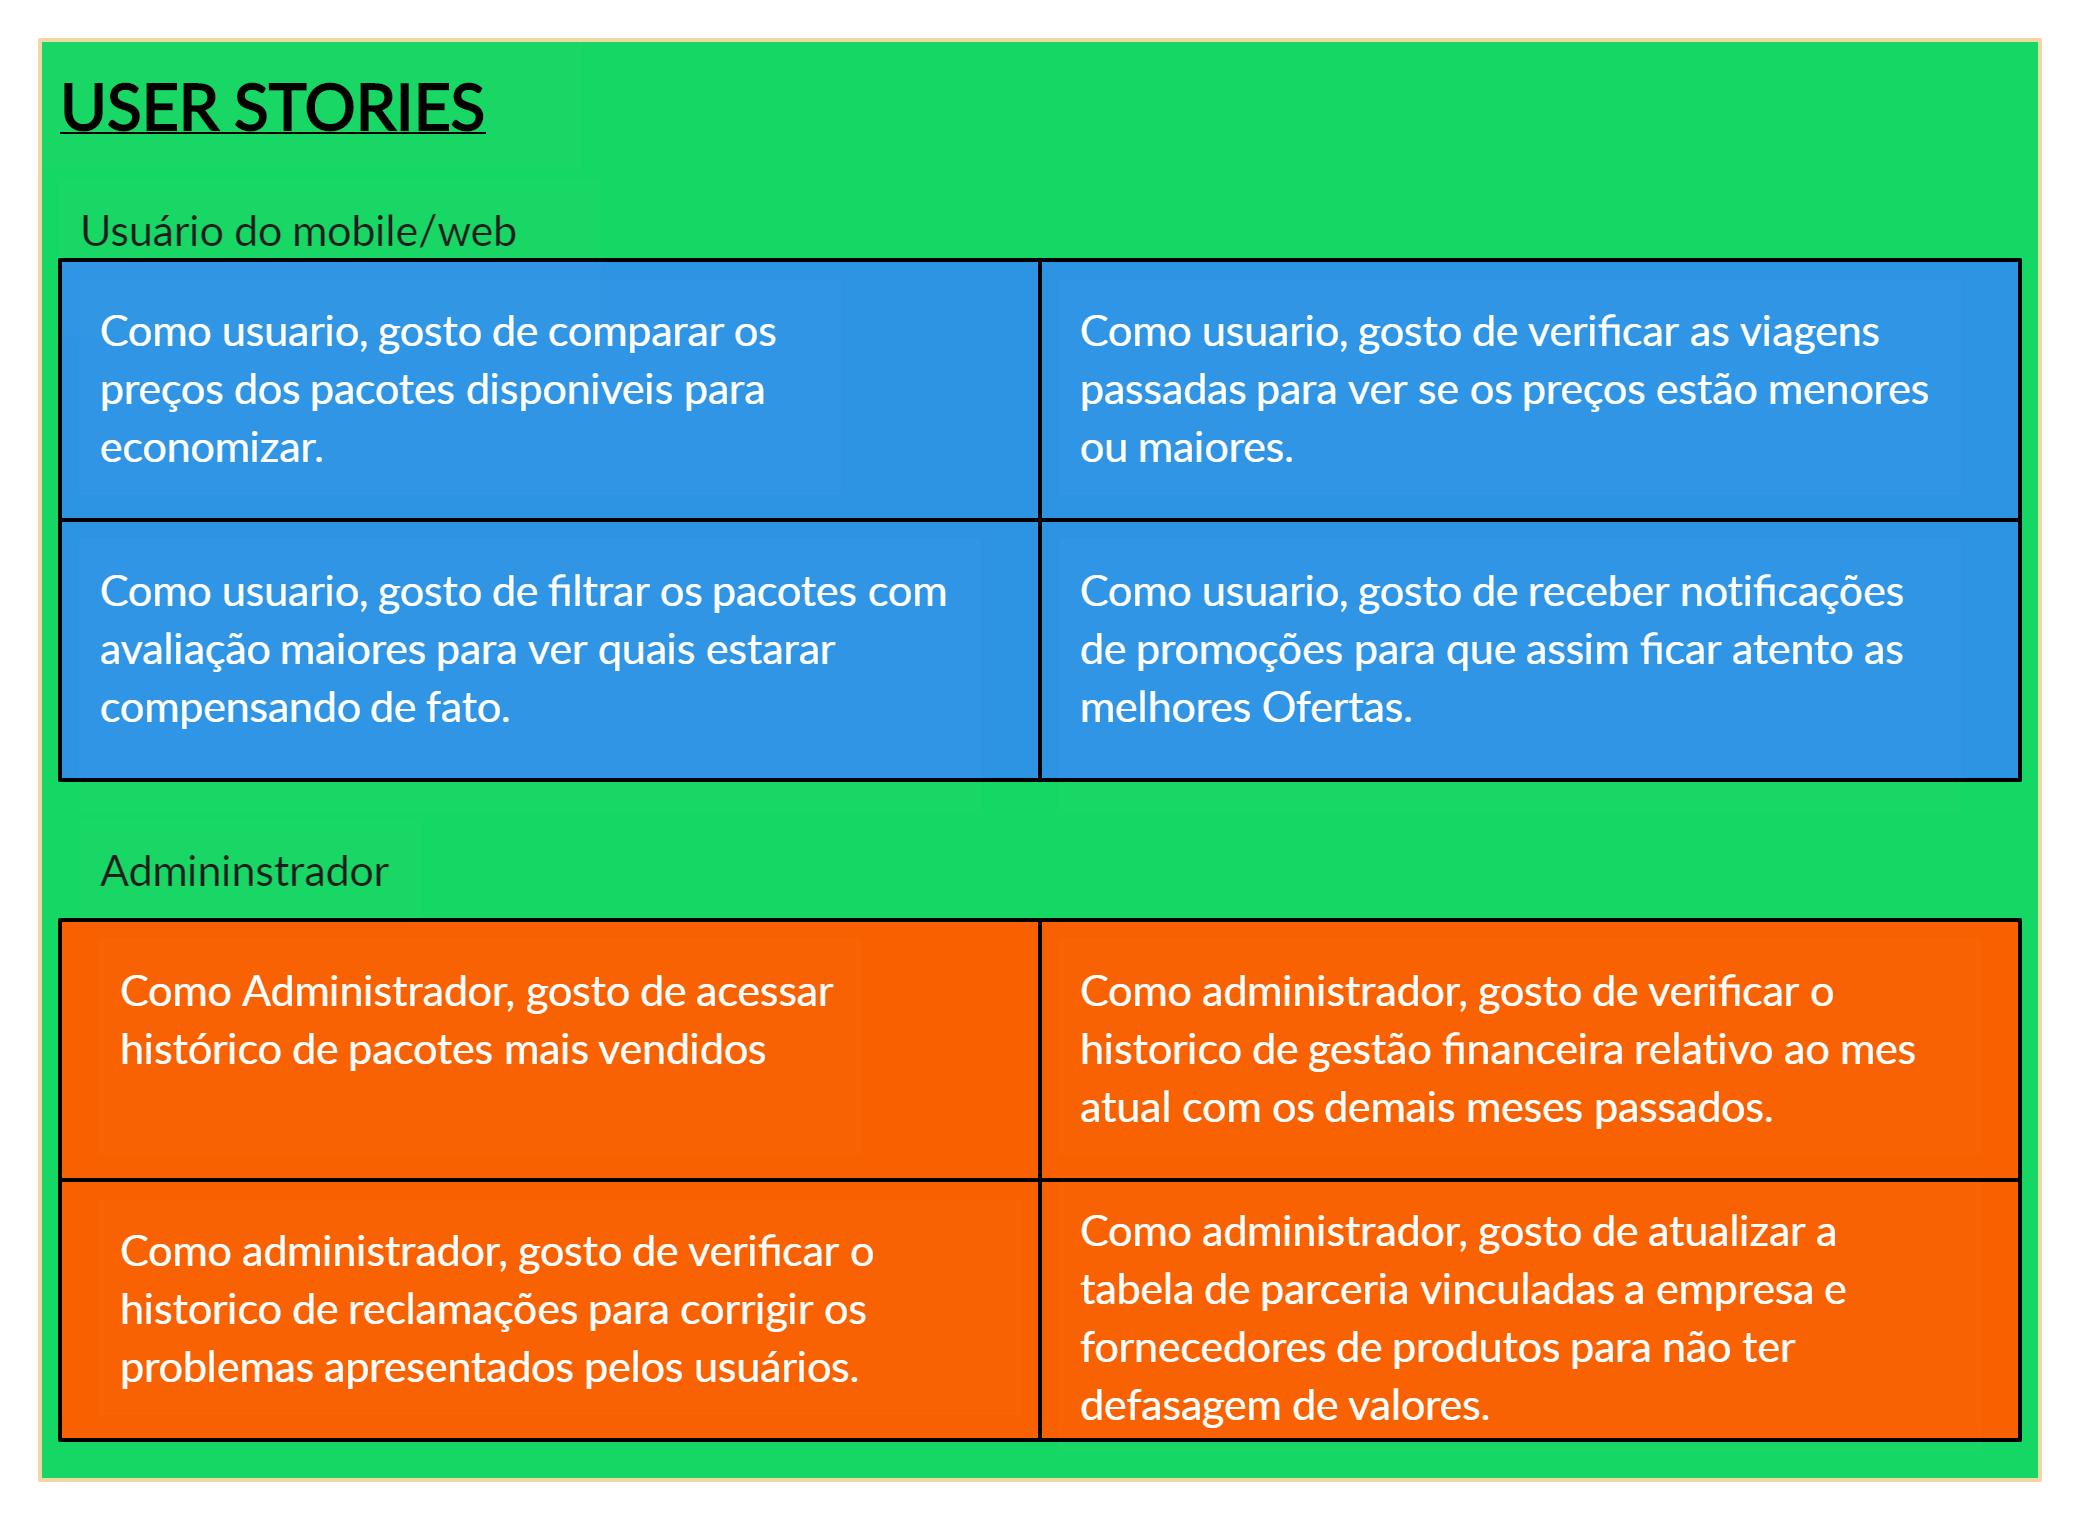 USER STORIES
Usuário do mobile/web
Como usuario, gosto de comparar os
preços dos pacotes disponiveis para
economizar.
Como usuario, gosto de verificar as viagens
passadas para ver se os preços estão menores
ou maiores.
Como usuario, gosto de filtrar os pacotes com
avaliação maiores para ver quais estarar
compensando de fato.
Como usuario, gosto de receber notificações
de promoções para que assim ficar atento as
melhores Ofertas.
Admininstrador
Como Administrador, gosto de acessar
histórico de pacotes mais vendidos
Como administrador, gosto de verificar o
historico de gestão financeira relativo ao mes
atual com os demais meses passados.
Como administrador, gosto de verificar o
historico de reclamações para corrigir os
problemas apresentados pelos usuários.
Como administrador, gosto de atualizar a
tabela de parceria vinculadas a empresa e
fornecedores de produtos para não ter
defasagem de valores.